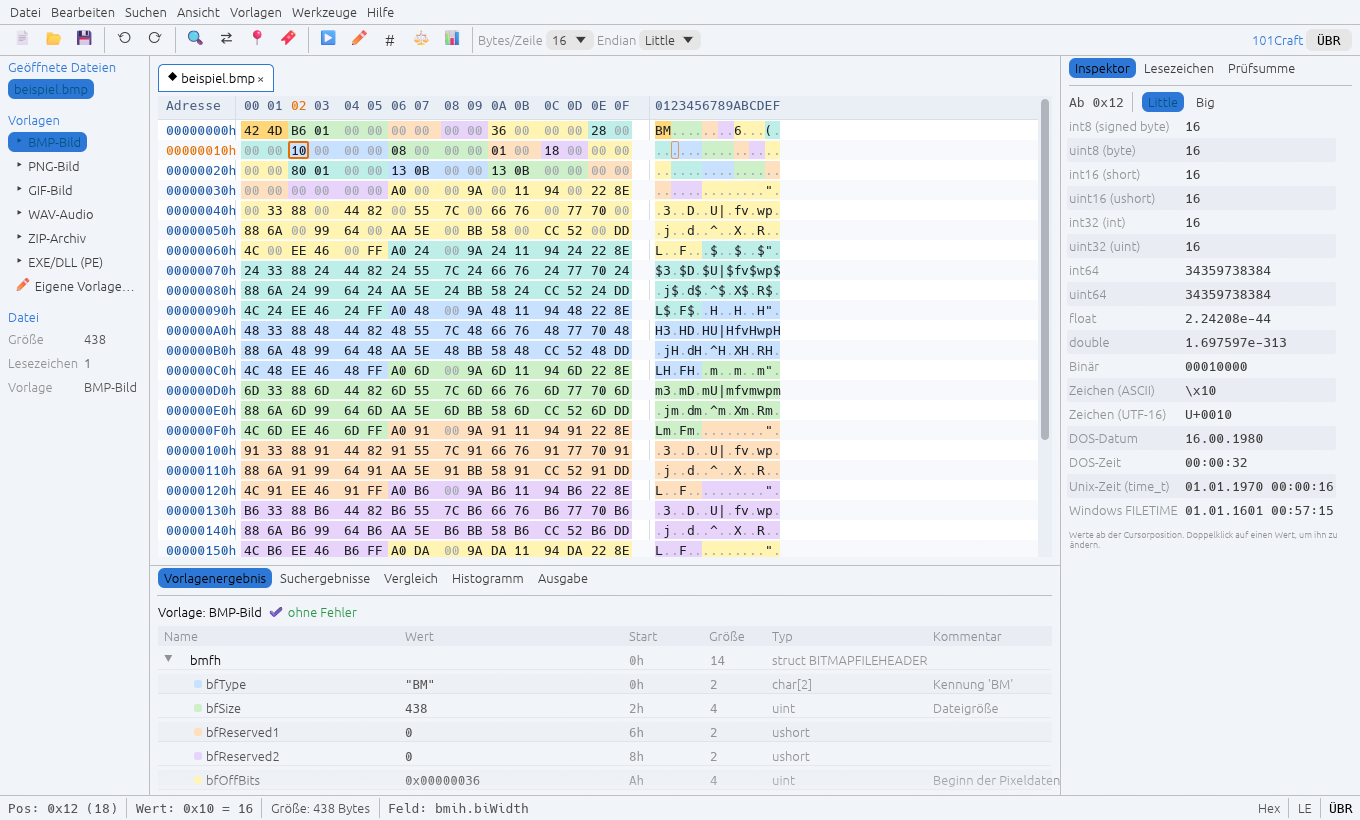 Datei Bearbeiten Suchen Ansicht Vorlagen Werkzeuge Hilfe
# Bytes/Zeile 16 Endian Little 101Craft ÜBR
Geöffnete Dateien
beispiel.bmp
Vorlagen
BMP-Bild
PNG-Bild
GIF-Bild
WAV-Audio
ZIP-Archiv
EXE/DLL (PE)
Eigene Vorlage…
Datei
Größe 438
Lesezeichen 1
Vorlage BMP-Bild
beispiel.bmp ×
Adresse 00 01 02 03 04 05 06 07 08 09 0A 0B 0C 0D 0E 0F 0123456789ABCDEF
00000000h 42 4D B6 01 00 00 00 00 00 00 36 00 00 00 28 00 BM........6...(.
00000010h 00 00 10 00 00 00 08 00 00 00 01 00 18 00 00 00 ................
00000020h 00 00 80 01 00 00 13 0B 00 00 13 0B 00 00 00 00 ................
00000030h 00 00 00 00 00 00 A0 00 00 9A 00 11 94 00 22 8E ..............".
00000040h 00 33 88 00 44 82 00 55 7C 00 66 76 00 77 70 00 .3..D..U|.fv.wp.
00000050h 88 6A 00 99 64 00 AA 5E 00 BB 58 00 CC 52 00 DD .j..d..^..X..R..
00000060h 4C 00 EE 46 00 FF A0 24 00 9A 24 11 94 24 22 8E L..F...$..$..$".
00000070h 24 33 88 24 44 82 24 55 7C 24 66 76 24 77 70 24 $3.$D.$U|$fv$wp$
00000080h 88 6A 24 99 64 24 AA 5E 24 BB 58 24 CC 52 24 DD .j$.d$.^$.X$.R$.
00000090h 4C 24 EE 46 24 FF A0 48 00 9A 48 11 94 48 22 8E L$.F$..H..H..H".
000000A0h 48 33 88 48 44 82 48 55 7C 48 66 76 48 77 70 48 H3.HD.HU|HfvHwpH
000000B0h 88 6A 48 99 64 48 AA 5E 48 BB 58 48 CC 52 48 DD .jH.dH.^H.XH.RH.
000000C0h 4C 48 EE 46 48 FF A0 6D 00 9A 6D 11 94 6D 22 8E LH.FH..m..m..m".
000000D0h 6D 33 88 6D 44 82 6D 55 7C 6D 66 76 6D 77 70 6D m3.mD.mU|mfvmwpm
000000E0h 88 6A 6D 99 64 6D AA 5E 6D BB 58 6D CC 52 6D DD .jm.dm.^m.Xm.Rm.
000000F0h 4C 6D EE 46 6D FF A0 91 00 9A 91 11 94 91 22 8E Lm.Fm.........".
00000100h 91 33 88 91 44 82 91 55 7C 91 66 76 91 77 70 91 .3..D..U|.fv.wp.
00000110h 88 6A 91 99 64 91 AA 5E 91 BB 58 91 CC 52 91 DD .j..d..^..X..R..
00000120h 4C 91 EE 46 91 FF A0 B6 00 9A B6 11 94 B6 22 8E L..F..........".
00000130h B6 33 88 B6 44 82 B6 55 7C B6 66 76 B6 77 70 B6 .3..D..U|.fv.wp.
00000140h 88 6A B6 99 64 B6 AA 5E B6 BB 58 B6 CC 52 B6 DD .j..d..^..X..R..
00000150h 4C B6 EE 46 B6 FF A0 DA 00 9A DA 11 94 DA 22 8E L..F..........".
Vorlagenergebnis Suchergebnisse Vergleich Histogramm Ausgabe
Vorlage: BMP-Bild ✔ ohne Fehler
Name Wert Start Größe Typ Kommentar
bmfh 0h 14 struct BITMAPFILEHEADER
bfType "BM" 0h 2 char[2] Kennung 'BM'
bfSize 438 2h 4 uint Dateigröße
bfReserved1 0 6h 2 ushort
bfReserved2 0 8h 2 ushort
bfOffBits 0x00000036 Ah 4 uint Beginn der Pixeldaten
Inspektor Lesezeichen Prüfsumme
Ab 0x12 Little Big
int8 (signed byte) 16
uint8 (byte) 16
int16 (short) 16
uint16 (ushort) 16
int32 (int) 16
uint32 (uint) 16
int64 34359738384
uint64 34359738384
float 2.24208e-44
double 1.697597e-313
Binär 00010000
Zeichen (ASCII) \x10
Zeichen (UTF-16) U+0010
DOS-Datum 16.00.1980
DOS-Zeit 00:00:32
Unix-Zeit (time_t) 01.01.1970 00:00:16
Windows FILETIME 01.01.1601 00:57:15
Werte ab der Cursorposition. Doppelklick auf einen Wert, um ihn zu
ändern.
Pos: 0x12 (18) Wert: 0x10 = 16 Größe: 438 Bytes Feld: bmih.biWidth Hex LE ÜBR